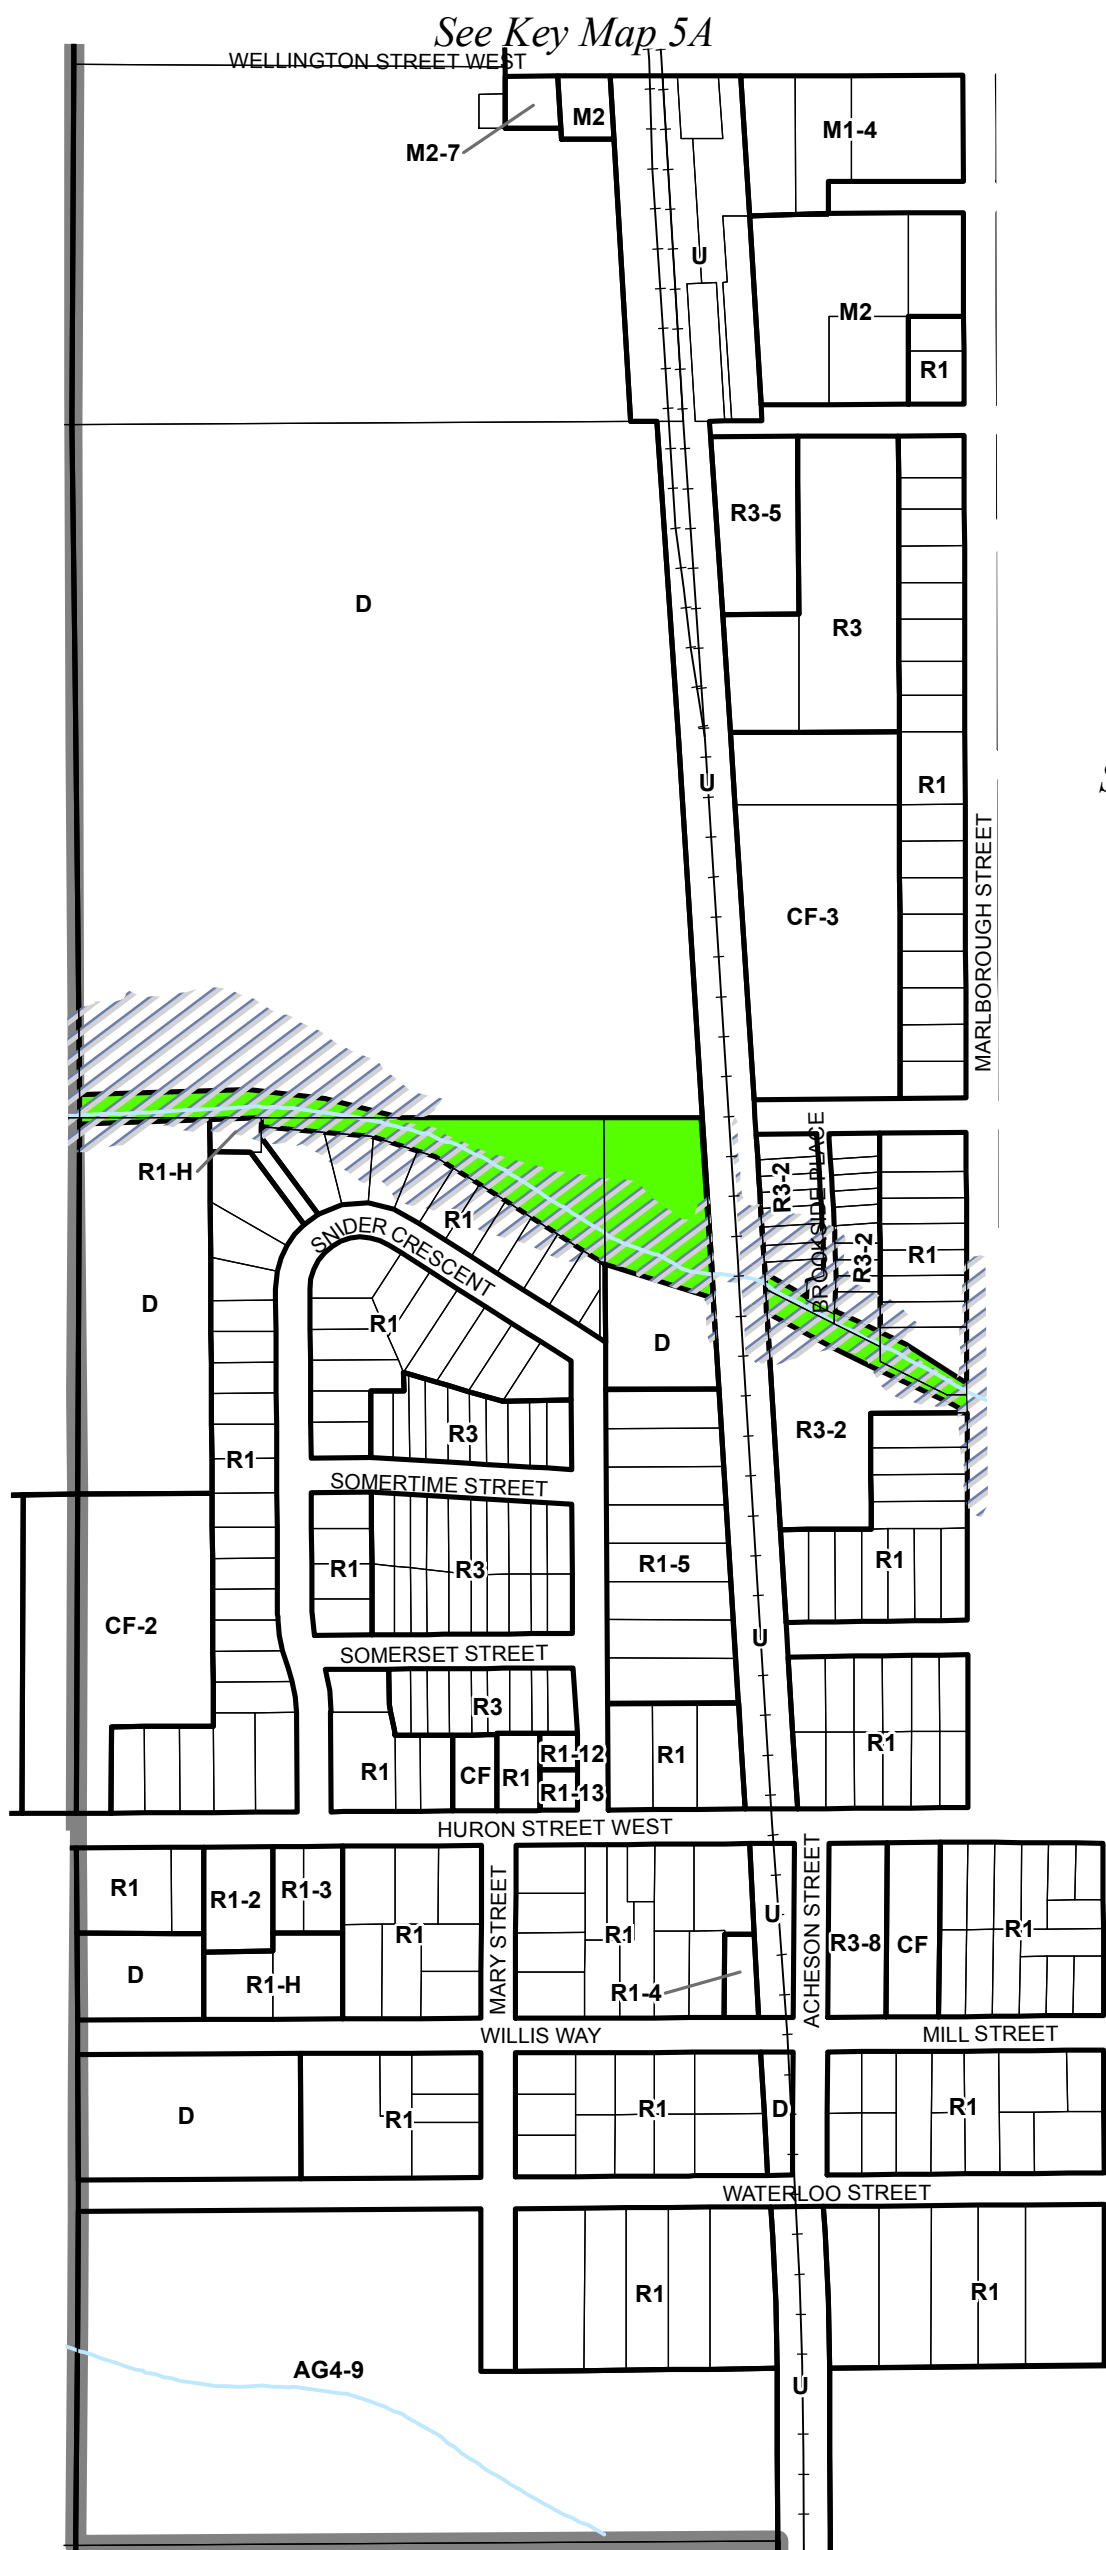 See Key Map 5A
WELLINGTON STREET WEST
M2
M1-4
M2-7
U
M2
R1
R3-5
D
R3
U
R1
S
CF-3
MARLBOROUGH STREET
R1-H
R3-2
BROOKSIDE PLACE
R1
SNIDER CRESCENT
R3-2
R1
D
R1
D
R3-2
R3
R1
SOMERTIME STREET
R1
R1
R3
R1-5
CF-2
U
SOMERSET STREET
R3
R1
R1-12
R1
R1
CF
R1
R1-13
HURON STREET WEST
R1
R1-2
R1-3
MARY STREET
U
ACHESON STREET
R1
R1
R1
R3-8
CF
D
R1-H
R1-4
WILLIS WAY
MILL STREET
D
R1
R1
D
R1
WATERLOO STREET
R1
R1
AG4-9
U